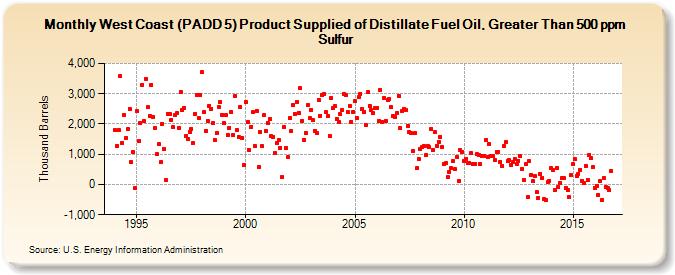 Monthly West Coast (PADD 5) Product Supplied of Distillate Fuel Oil, Greater Than 500 ppm
Sulfur
Thousand Barrels
4,000
3,000
2,000
1,000
0
-1,000
1995
2000
2005
2010
2015
Source: U.S. Energy Information Administration